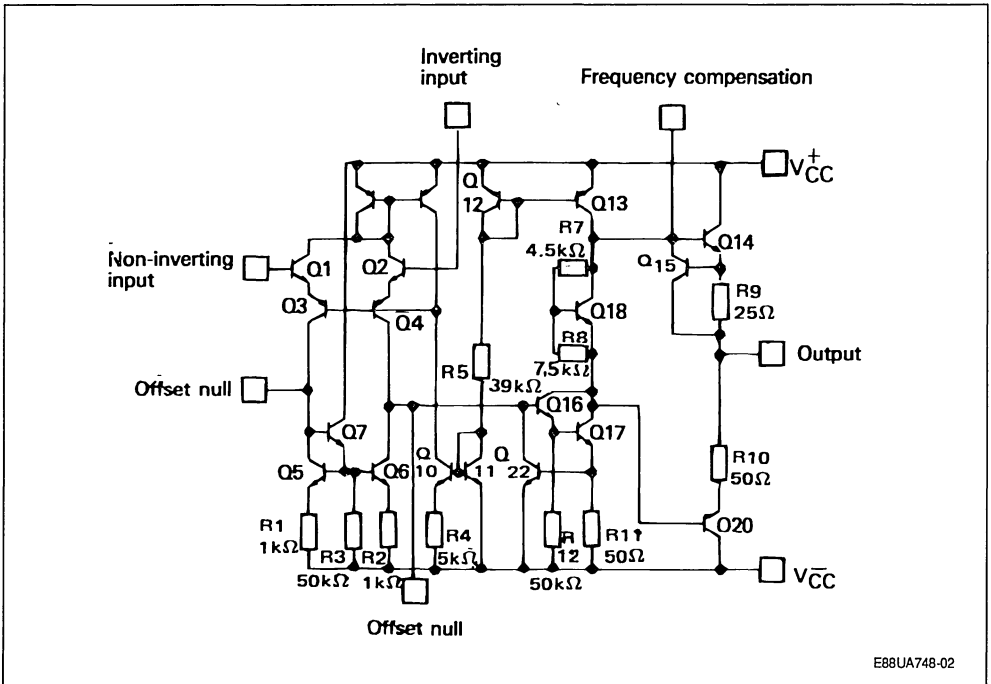 Inverting
input
Frequency compensation
V+CC
Q
12
Q13
R7
4.5kΩ
Q14
Non-inverting
input
Q1
Q2
Q15
Q3
Q4
Q18
R9
25Ω
R8
7,5kΩ
R5
39kΩ
Output
Offset null
Q16
Q7
Q17
Q5
Q6
Q
10
11
Q
22
R10
50Ω
R1
1kΩ
R3
50kΩ
R2
1kΩ
R4
5kΩ
R
12
50kΩ
R11
50Ω
Q20
V-CC
Offset null
E88UA748-02